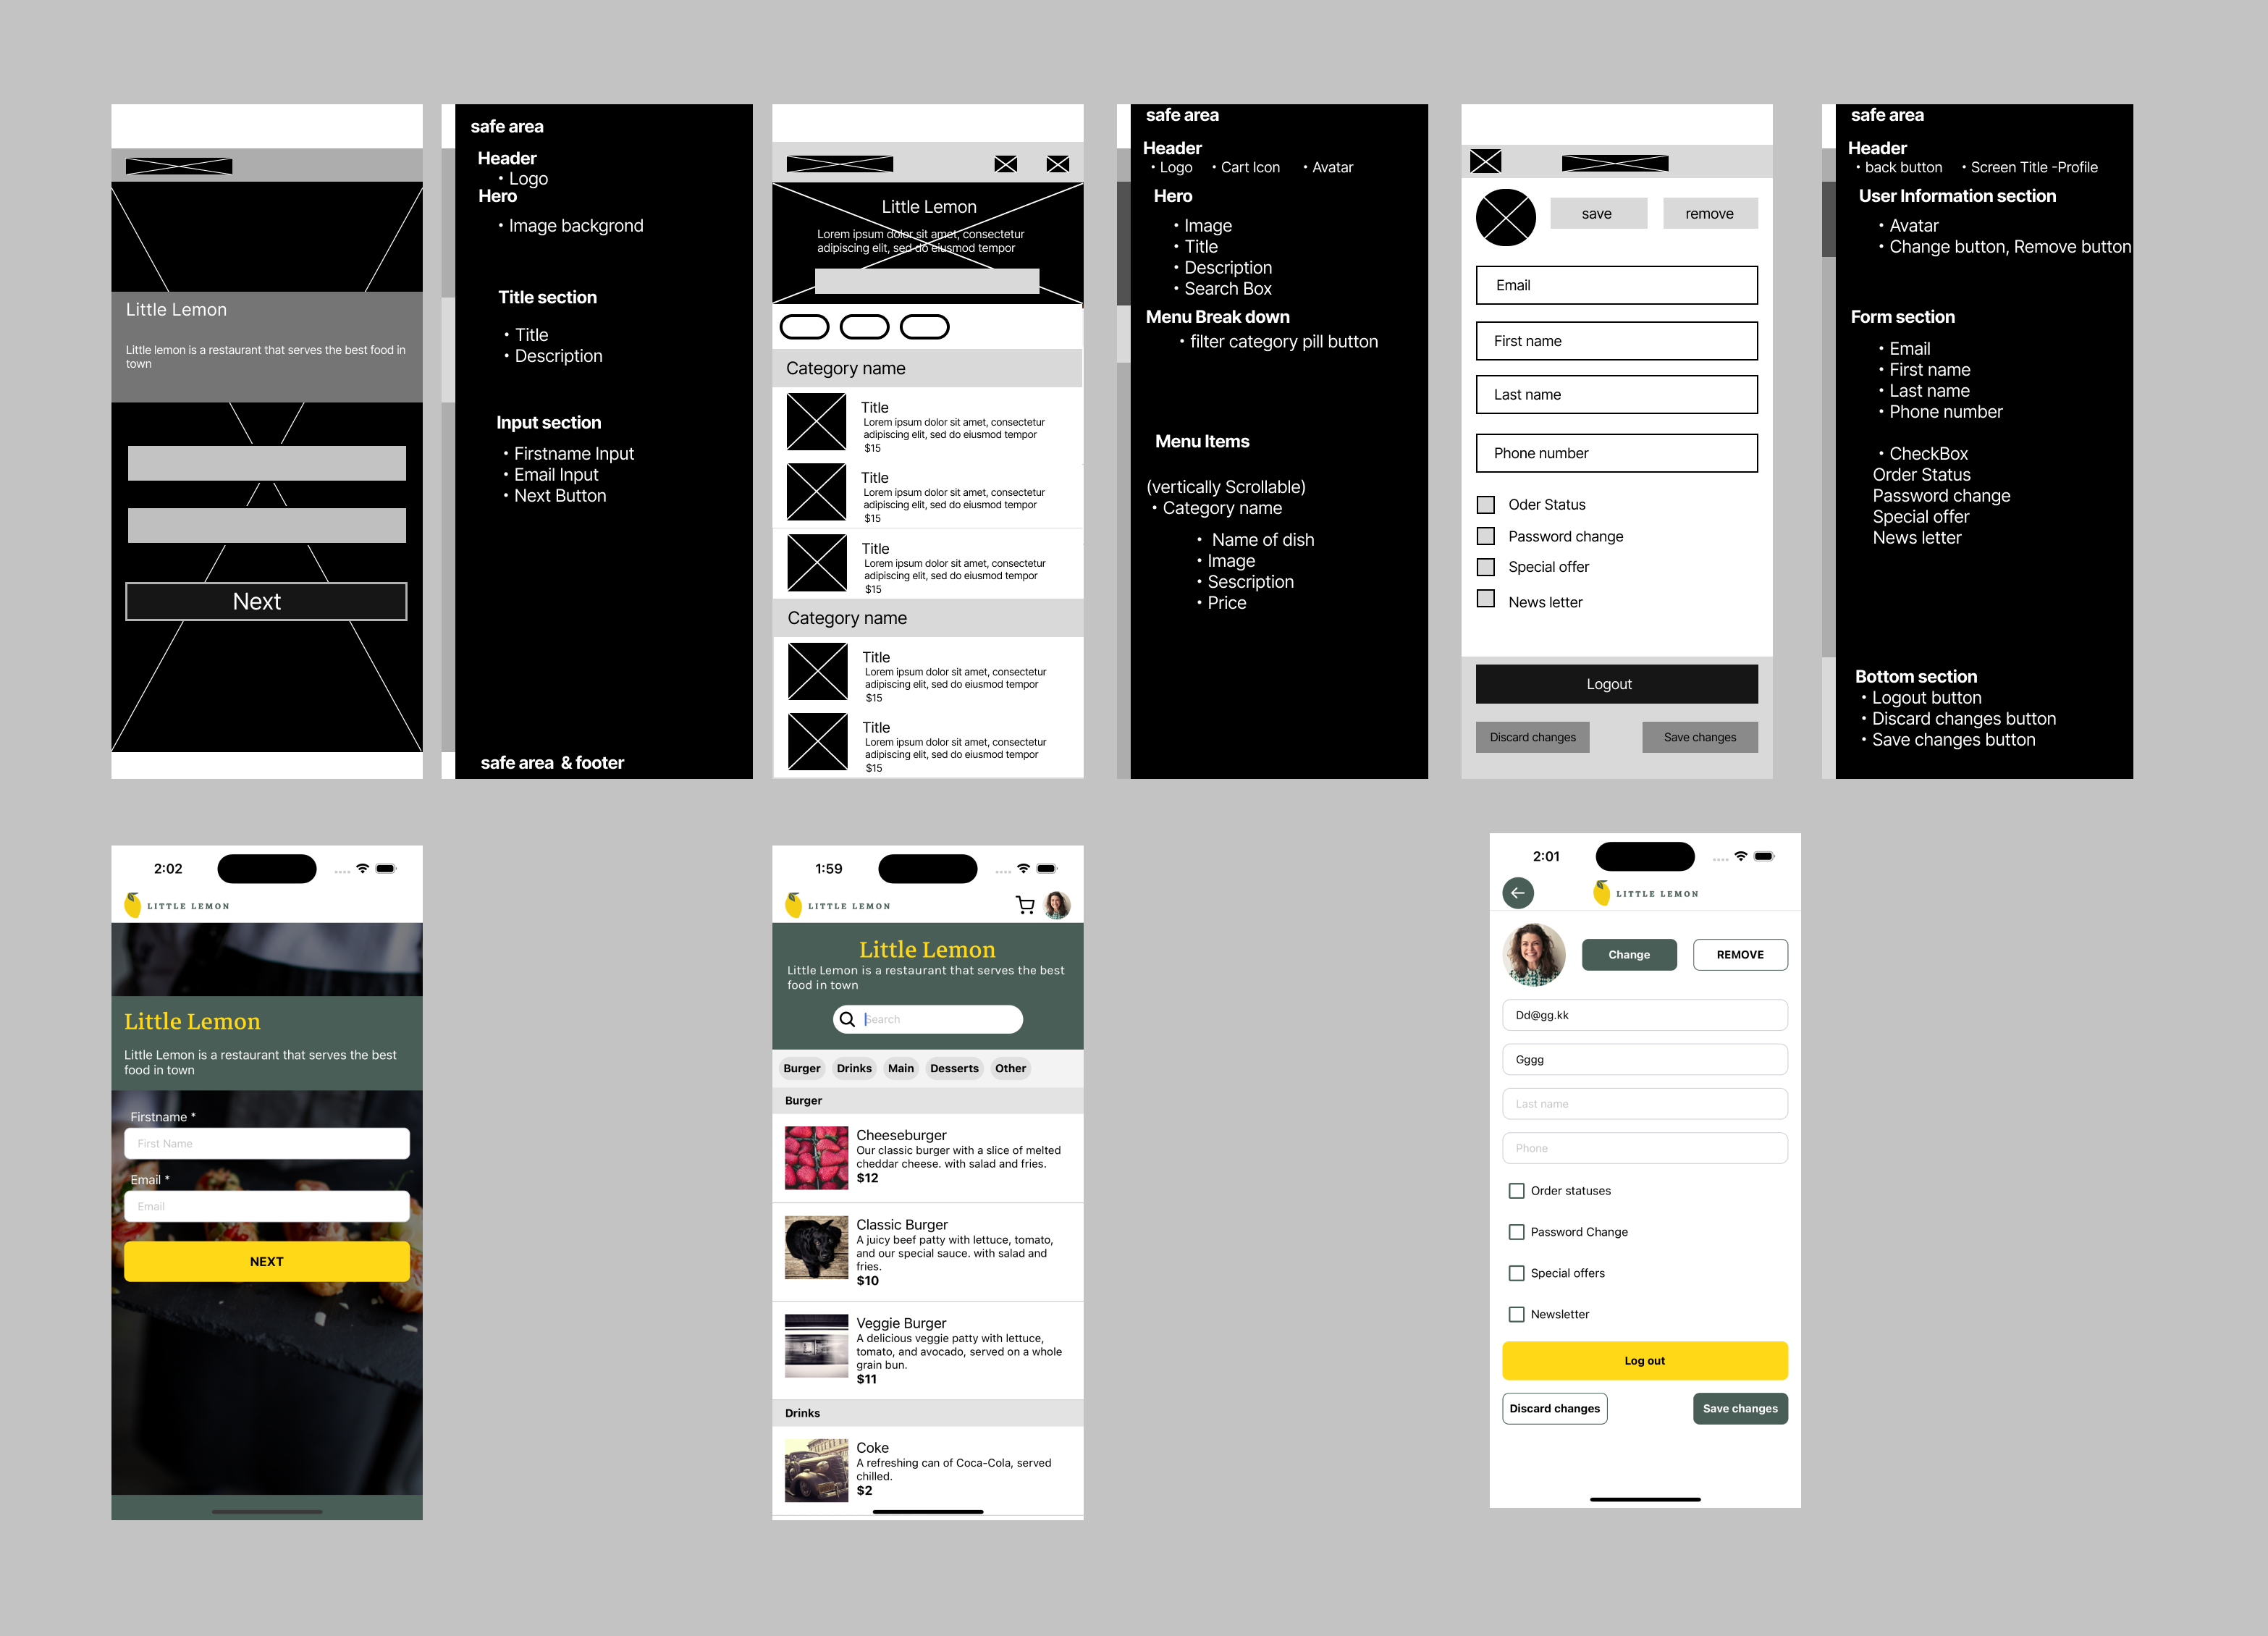 Little Lemon
Little lemon is a restaurant that serves the best food in
town
Next
safe area
Header
• Logo
Hero
• Image backgrond
Title section
• Title
• Description
Input section
• Firstname Input
• Email Input
• Next Button
safe area & footer
Little Lemon
Lorem ipsum dolor sit amet, consectetur
adipiscing elit, sed do eiusmod tempor
Category name
Title
Lorem ipsum dolor sit amet, consectetur
adipiscing elit, sed do eiusmod tempor
$15
Title
Lorem ipsum dolor sit amet, consectetur
adipiscing elit, sed do eiusmod tempor
$15
Title
Lorem ipsum dolor sit amet, consectetur
adipiscing elit, sed do eiusmod tempor
$15
Category name
Title
Lorem ipsum dolor sit amet, consectetur
adipiscing elit, sed do eiusmod tempor
$15
Title
Lorem ipsum dolor sit amet, consectetur
adipiscing elit, sed do eiusmod tempor
$15
safe area
Header
• Logo • Cart Icon • Avatar
Hero
• Image
• Title
• Description
• Search Box
Menu Break down
• filter category pill button
Menu Items
(vertically Scrollable)
• Category name
• Name of dish
• Image
• Sescription
• Price
save remove
Email
First name
Last name
Phone number
Oder Status
Password change
Special offer
News letter
Logout
Discard changes Save changes
safe area
Header
• back button • Screen Title -Profile
User Information section
• Avatar
• Change button, Remove button
Form section
• Email
• First name
• Last name
• Phone number
• CheckBox
Order Status
Password change
Special offer
News letter
Bottom section
• Logout button
• Discard changes button
• Save changes button
2:02
LITTLE LEMON
Little Lemon
Little Lemon is a restaurant that serves the best
food in town
Firstname *
First Name
Email *
Email
NEXT
1:59
LITTLE LEMON
Little Lemon
Little Lemon is a restaurant that serves the best
food in town
Search
Burger Drinks Main Desserts Other
Burger
Cheeseburger
Our classic burger with a slice of melted
cheddar cheese. with salad and fries.
$12
Classic Burger
A juicy beef patty with lettuce, tomato,
and our special sauce. with salad and
fries.
$10
Veggie Burger
A delicious veggie patty with lettuce,
tomato, and avocado, served on a whole
grain bun.
$11
Drinks
Coke
A refreshing can of Coca-Cola, served
chilled.
$2
2:01
LITTLE LEMON
Change REMOVE
Dd@gg.kk
Gggg
Last name
Phone
Order statuses
Password Change
Special offers
Newsletter
Log out
Discard changes Save changes